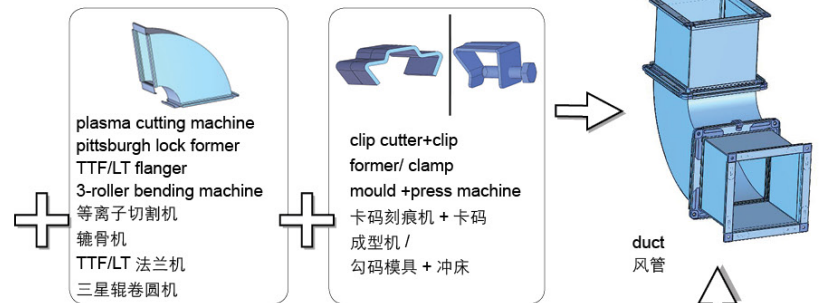 plasma cutting machine
pittsburgh lock former
TTF/LT flanger
3-roller bending machine
等离子切割机
辘骨机
TTF/LT 法兰机
三星辊卷圆机
clip cutter+clip
former/ clamp
mould +press machine
卡码刻痕机 + 卡码
成型机 /
勾码模具 + 冲床
duct
风管